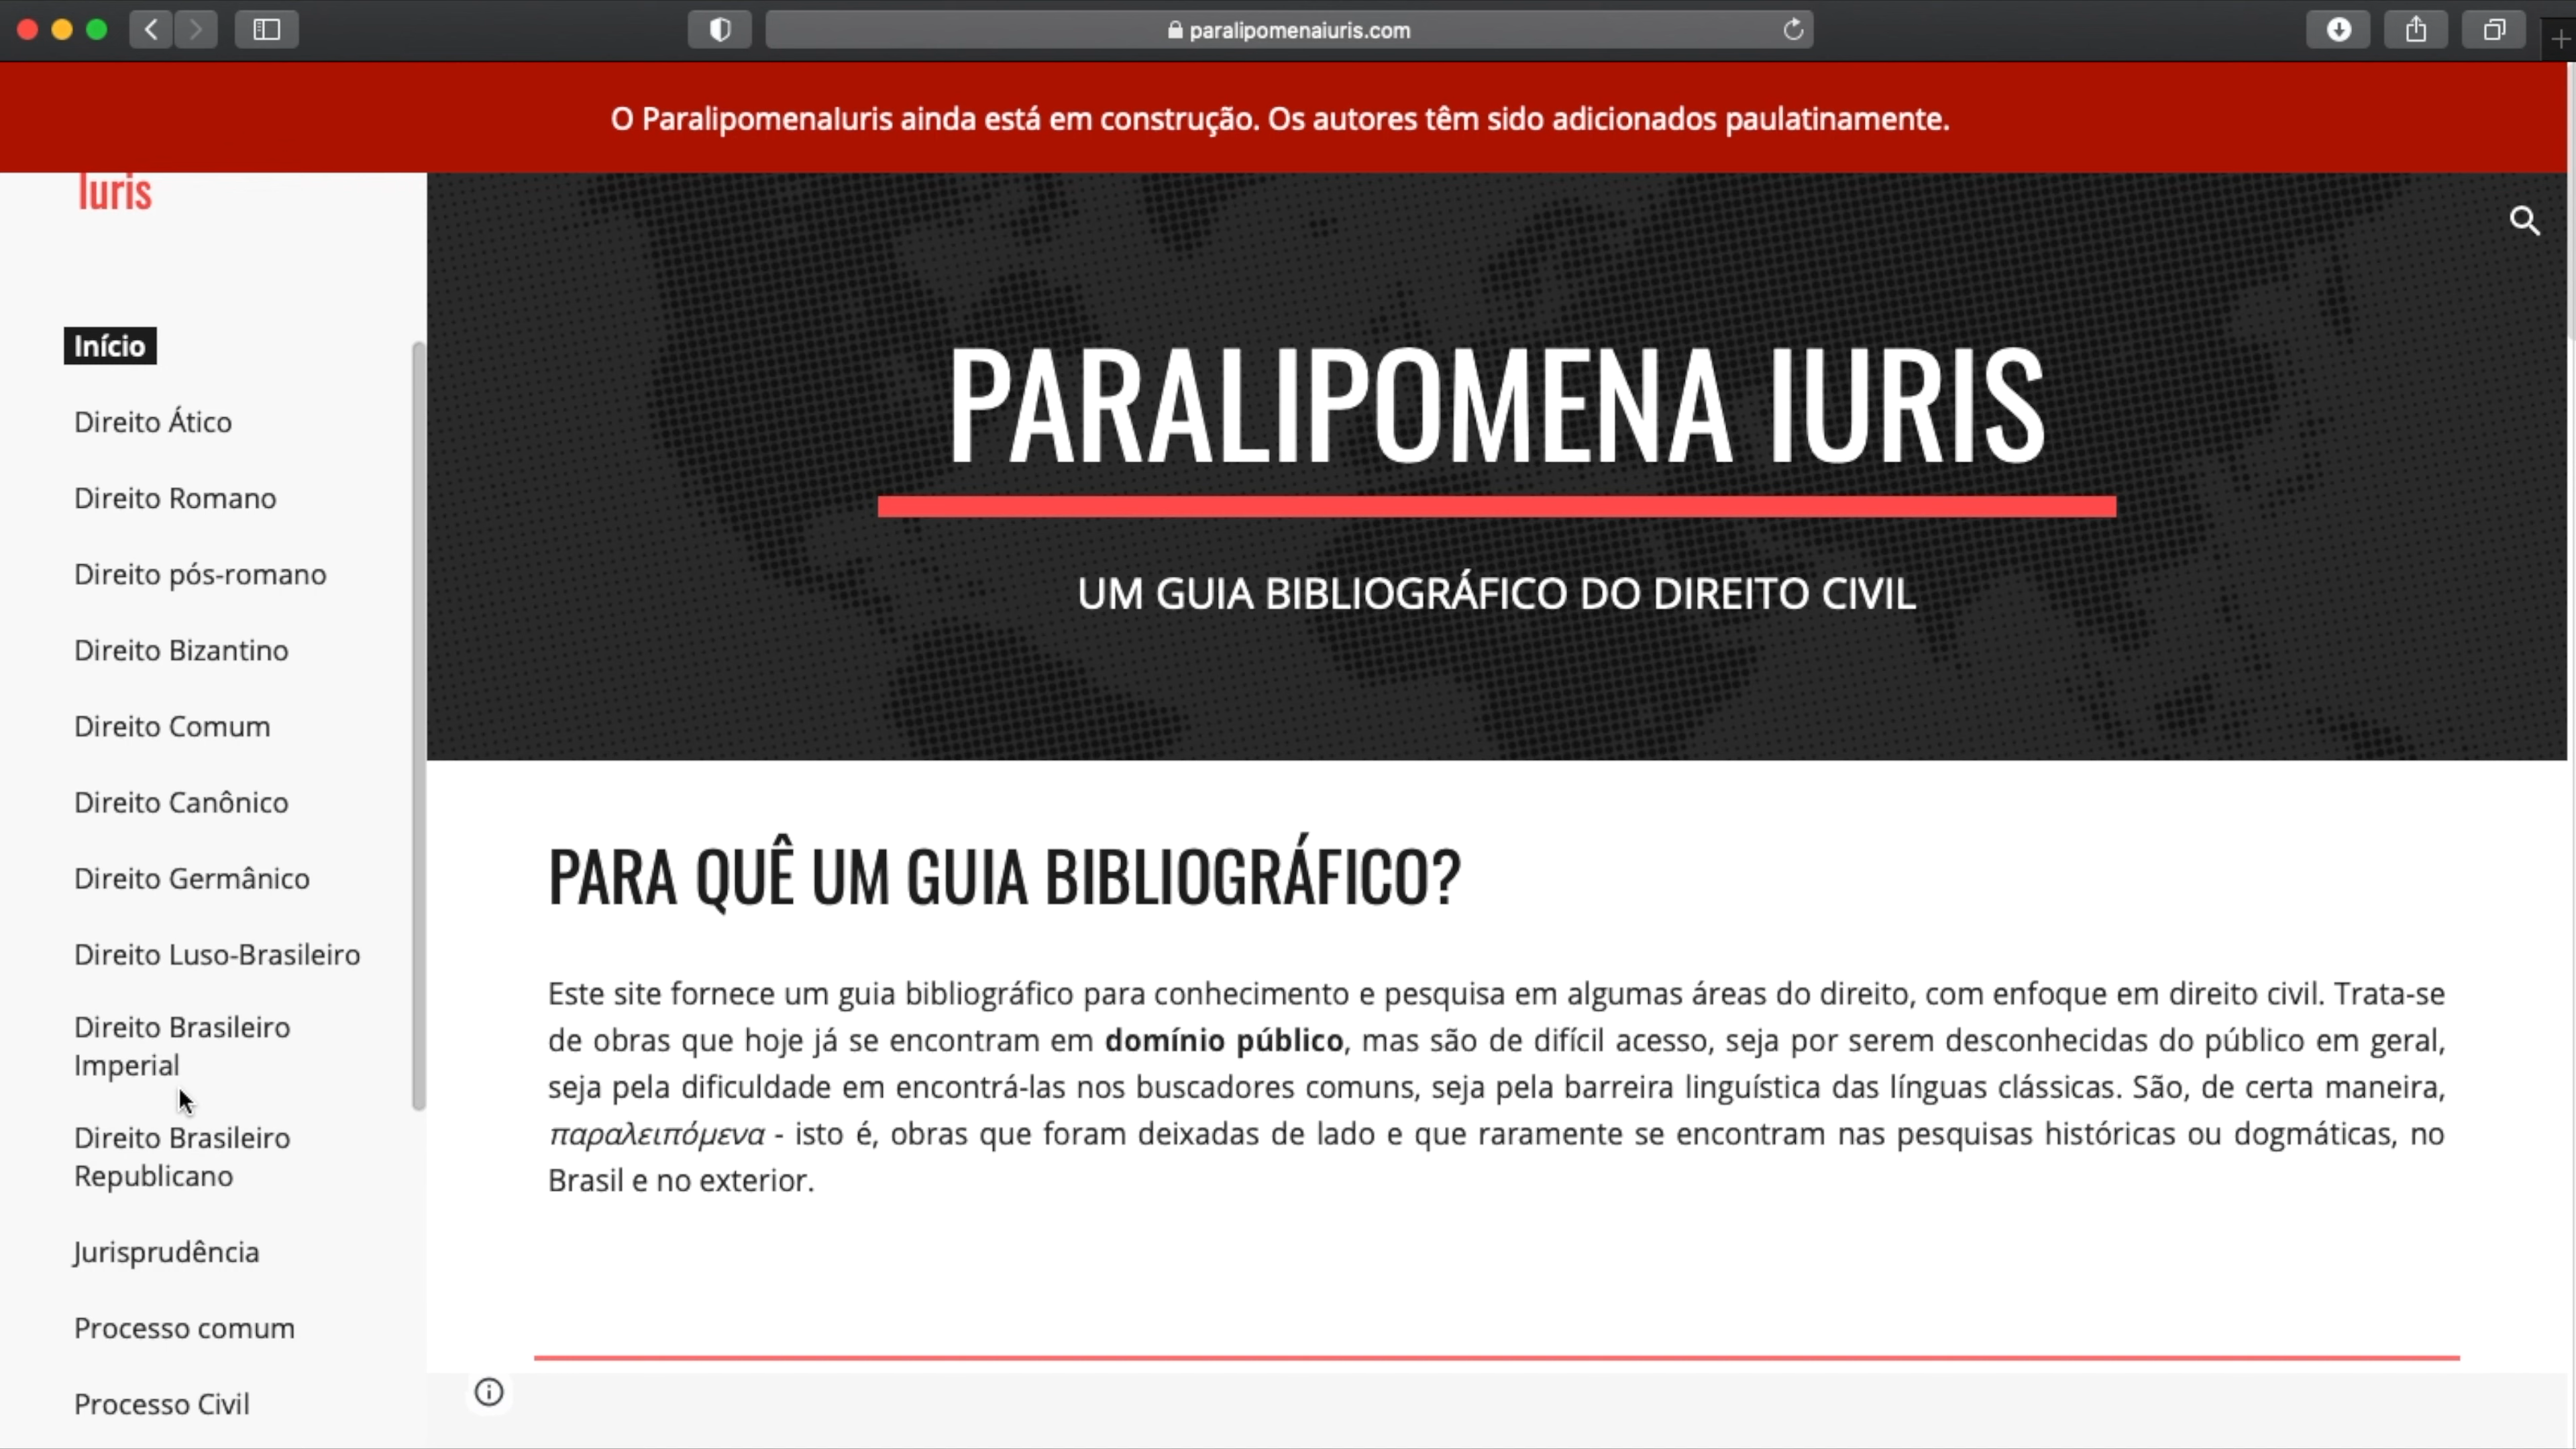 paralipomenaiuris.com
O ParalipomenaIuris ainda está em construção. Os autores têm sido adicionados paulatinamente.
Iuris
Início
Direito Ático
Direito Romano
Direito pós-romano
Direito Bizantino
Direito Comum
Direito Canônico
Direito Germânico
Direito Luso-Brasileiro
Direito Brasileiro
Imperial
Direito Brasileiro
Republicano
Jurisprudência
Processo comum
Processo Civil
PARALIPOMENA IURIS
UM GUIA BIBLIOGRÁFICO DO DIREITO CIVIL
PARA QUÊ UM GUIA BIBLIOGRÁFICO?
Este site fornece um guia bibliográfico para conhecimento e pesquisa em algumas áreas do direito, com enfoque em direito civil. Trata-se
de obras que hoje já se encontram em domínio público, mas são de difícil acesso, seja por serem desconhecidas do público em geral,
seja pela dificuldade em encontrá-las nos buscadores comuns, seja pela barreira linguística das línguas clássicas. São, de certa maneira,
παραλειπόμενα - isto é, obras que foram deixadas de lado e que raramente se encontram nas pesquisas históricas ou dogmáticas, no
Brasil e no exterior.